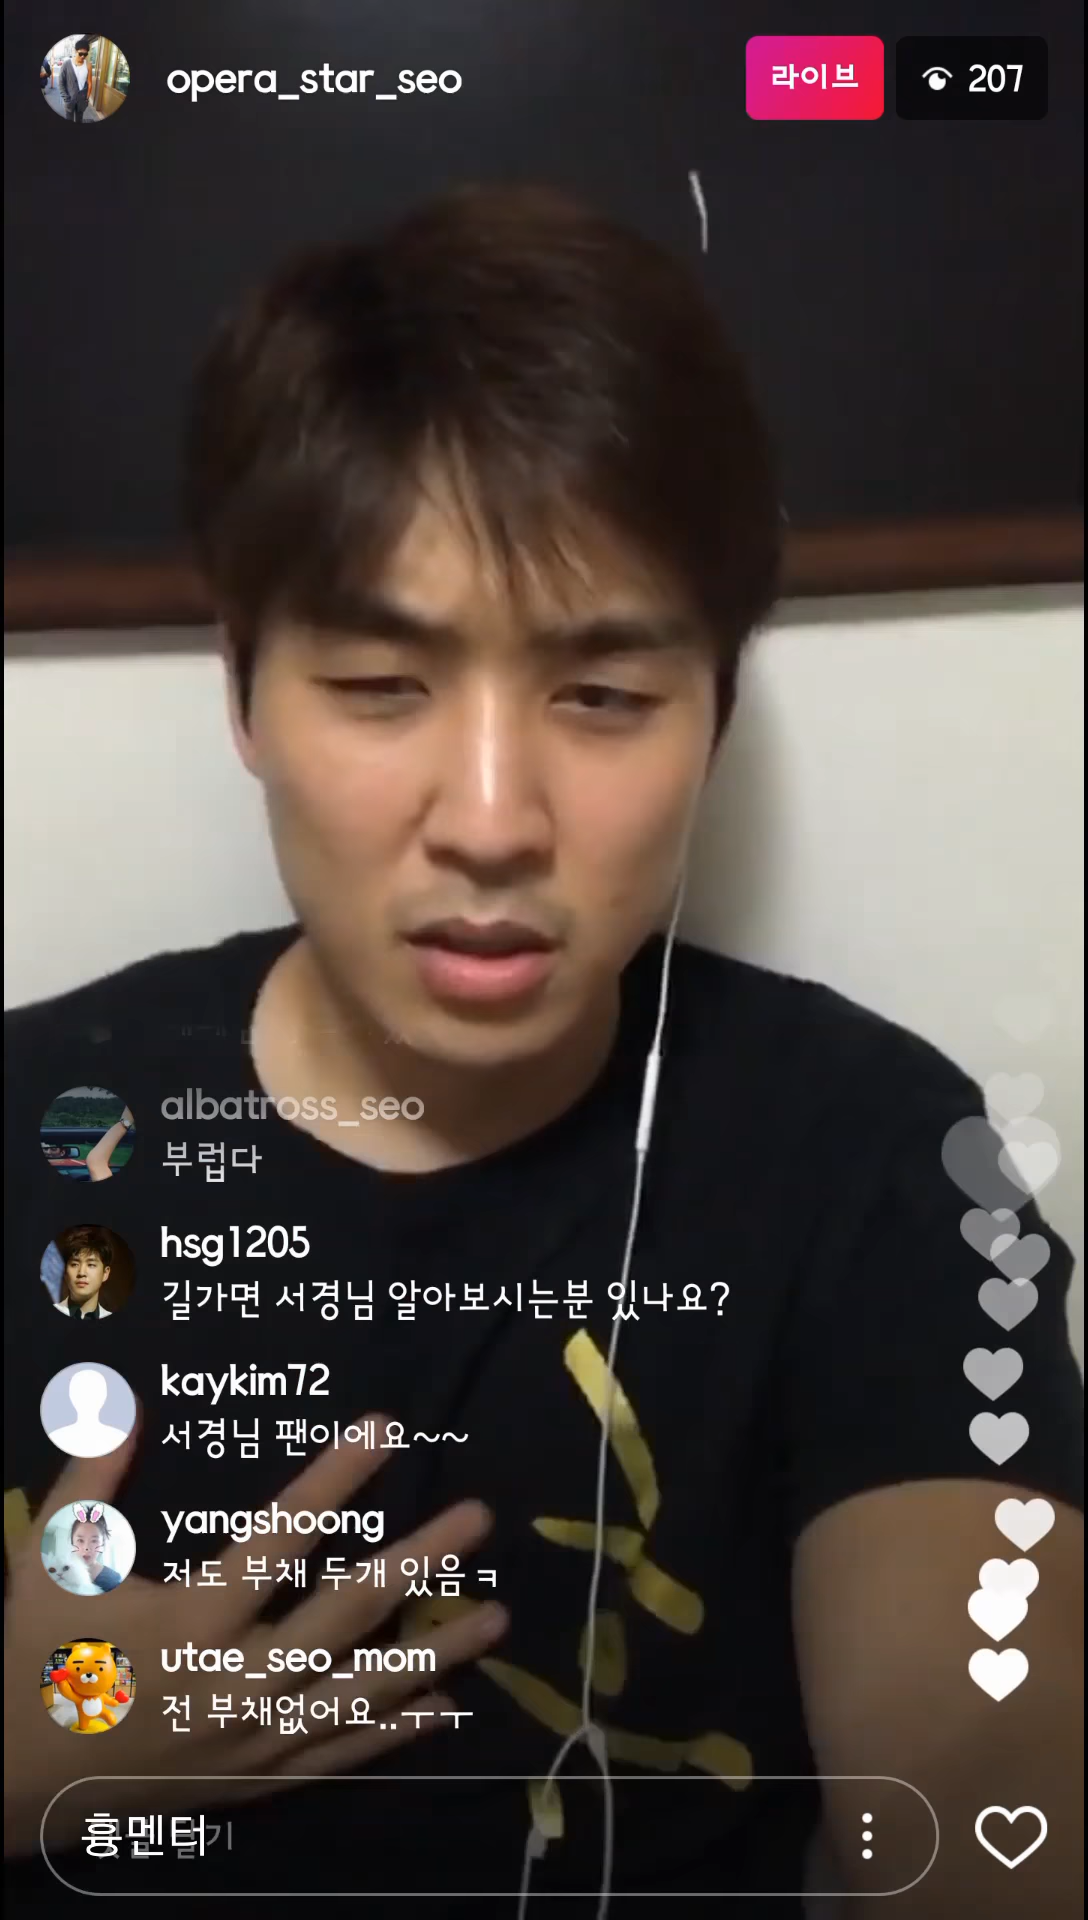 opera_star_seo
라이브
207
albatross_seo
부럽다
hsg1205
길가면 서경님 알아보시는분 있나요?
kaykim72
서경님 팬이에요~~
yangshoong
저도 부채 두개 있음ㅋ
utae_seo_mom
전 부채없어요..ㅜㅜ
흉멘터